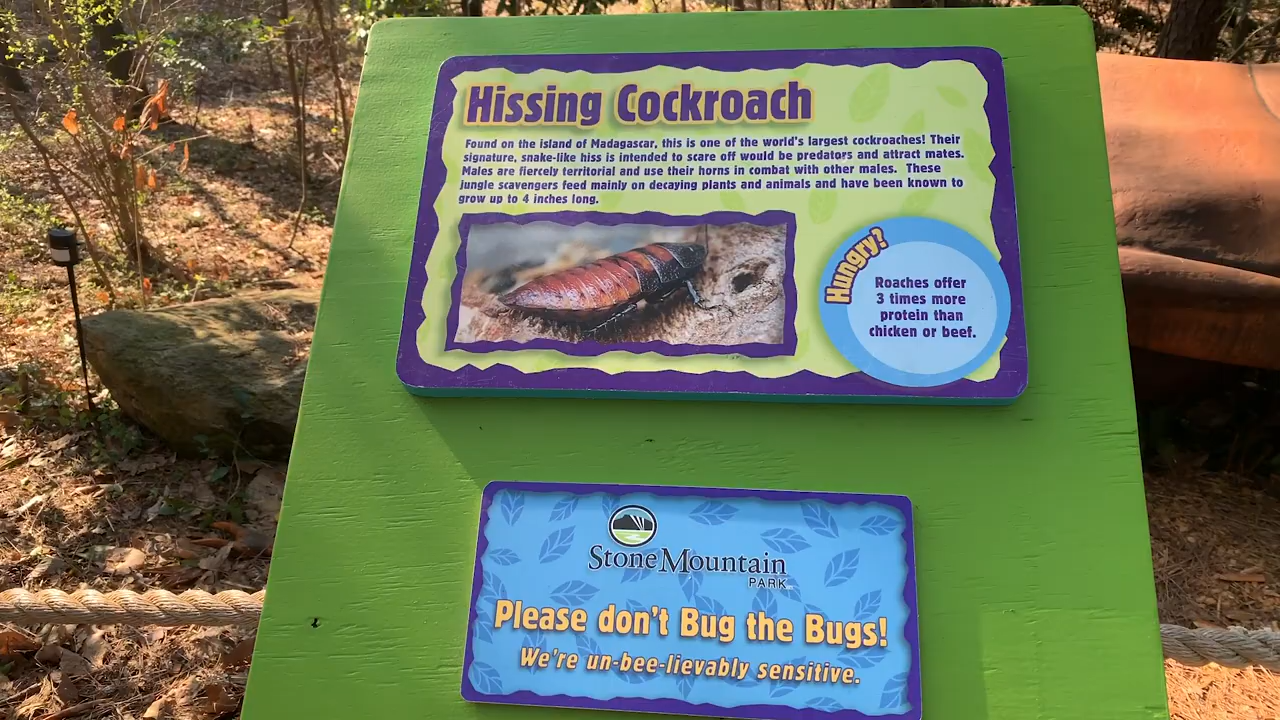 Hissing Cockroach
Found on the island of Madagascar, this is one of the world's largest cockroaches! Their
signature, snake-like hiss is intended to scare off would be predators and attract mates.
Males are fiercely territorial and use their horns in combat with other males. These
jungle scavengers feed mainly on decaying plants and animals and have been known to
grow up to 4 inches long.
Hungry?
Roaches offer
3 times more
protein than
chicken or beef.
Stone Mountain
PARK
Please don't Bug the Bugs!
We're un-bee-lievably sensitive.